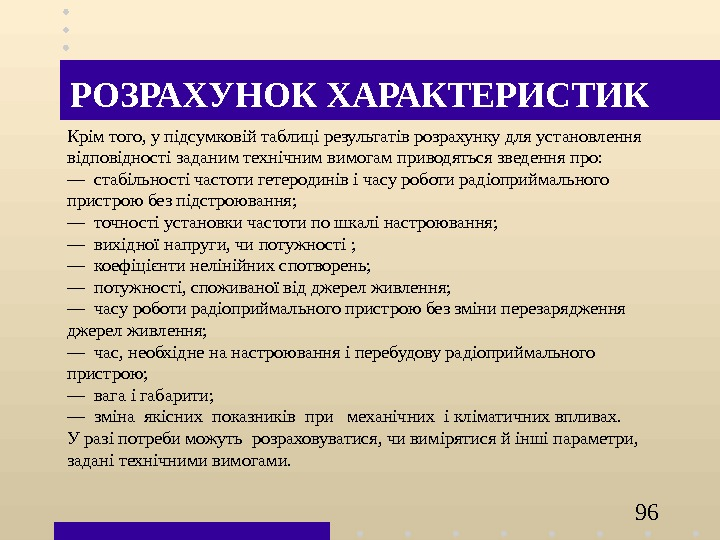 РОЗРАХУНОК ХАРАКТЕРИСТИК
Крім того, у підсумковій таблиці результатів розрахунку для установлення
відповідності заданим технічним вимогам приводяться зведення про:
— стабільності частоти гетеродинів і часу роботи радіоприймального
пристрою без підстроювання;
— точності установки частоти по шкалі настроювання;
— вихідної напруги, чи потужності ;
— коефіцієнти нелінійних спотворень;
— потужності, споживаної від джерел живлення;
— часу роботи радіоприймального пристрою без зміни перезарядження
джерел живлення;
— час, необхідне на настроювання і перебудову радіоприймального
пристрою;
— вага і габарити;
— зміна якісних показників при механічних і кліматичних впливах.
У разі потреби можуть розраховуватися, чи вимірятися й інші параметри,
задані технічними вимогами.
96